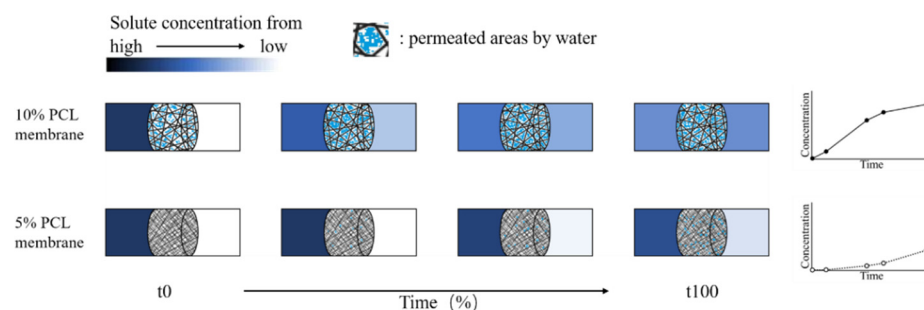 Solute concentration from
high low
: permeated areas by water
10% PCL
membrane
Concentration
Time
5% PCL
membrane
Concentration
Time
t0 Time (%) t100